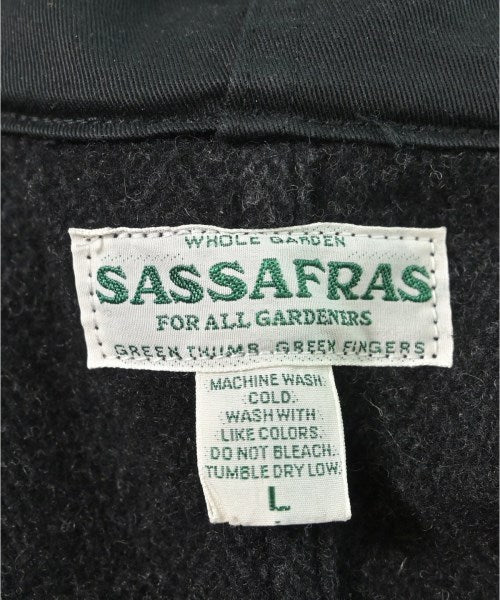 WHOLE GARDEN
SASSAFRAS
FOR ALL GARDENERS
GREEN THUMB GREEN FINGERS
MACHINE WASH
COLD.
WASH WITH
LIKE COLORS.
DO NOT BLEACH.
TUMBLE DRY LOW.
L